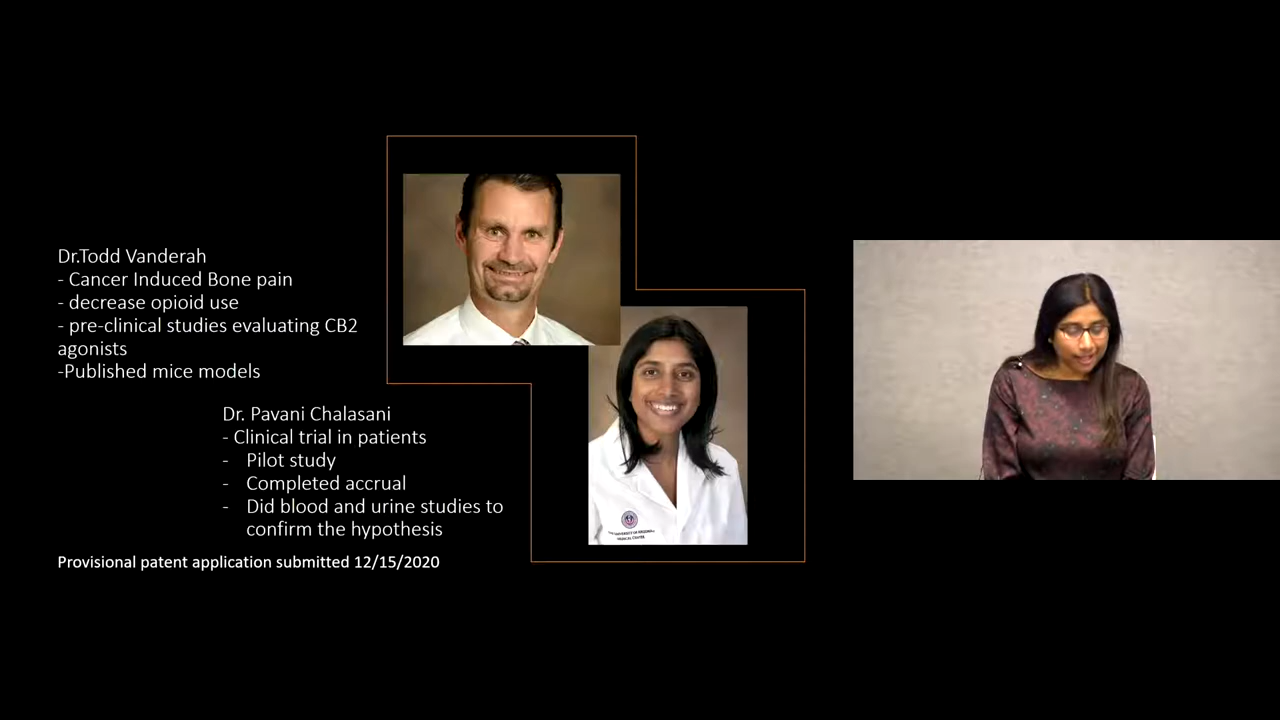 Dr.Todd Vanderah
- Cancer Induced Bone pain
- decrease opioid use
- pre-clinical studies evaluating CB2
agonists
-Published mice models
Dr. Pavani Chalasani
- Clinical trial in patients
- Pilot study
- Completed accrual
- Did blood and urine studies to
confirm the hypothesis
Provisional patent application submitted 12/15/2020